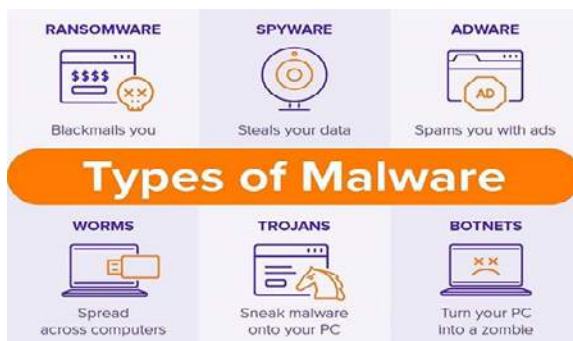 RANSOMWARE
SPYWARE
ADWARE
$$$$
AD
Blackmails you
Steals your data
Spams you with ads
Types of Malware
WORMS
TROJANS
BOTNETS
Spread
across computers
Sneak malware
onto your PC
Turn your PC
into a zombie